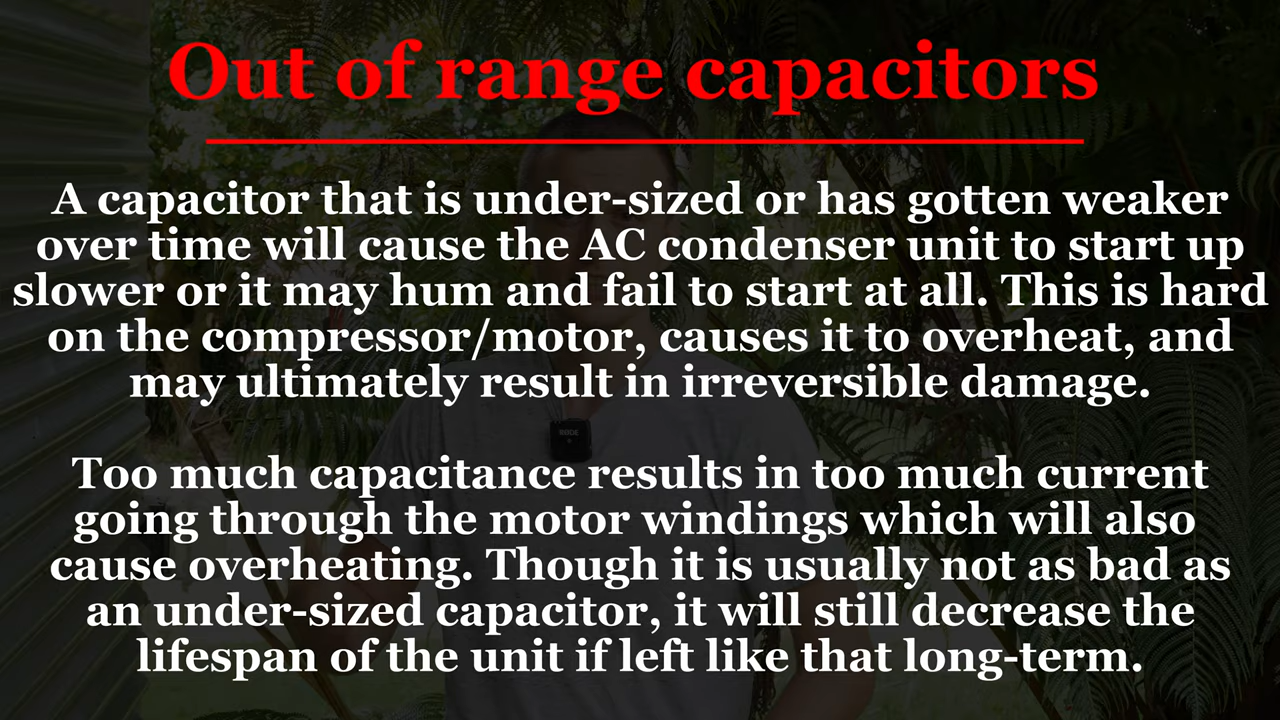 Out of range capacitors
A capacitor that is under-sized or has gotten weaker
over time will cause the AC condenser unit to start up
slower or it may hum and fail to start at all. This is hard
on the compressor/motor, causes it to overheat, and
may ultimately result in irreversible damage.
RODE
Too much capacitance results in too much current
going through the motor windings which will also
cause overheating. Though it is usually not as bad as
an under-sized capacitor, it will still decrease the
lifespan of the unit if left like that long-term.